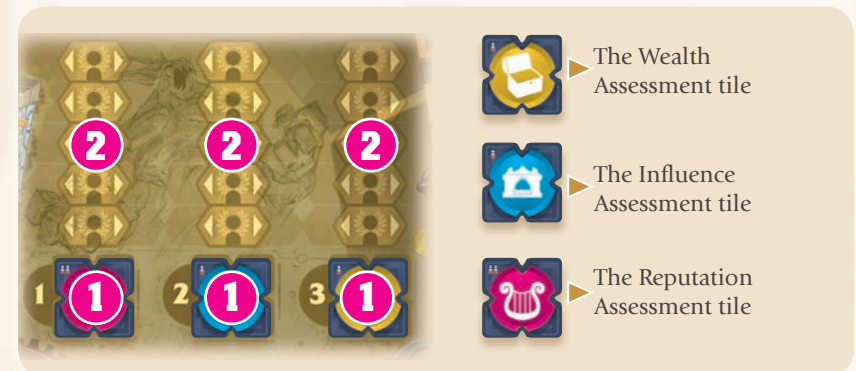 2 2 2
1 1 2 1 3 1
The Wealth
Assessment tile
The Influence
Assessment tile
The Reputation
Assessment tile